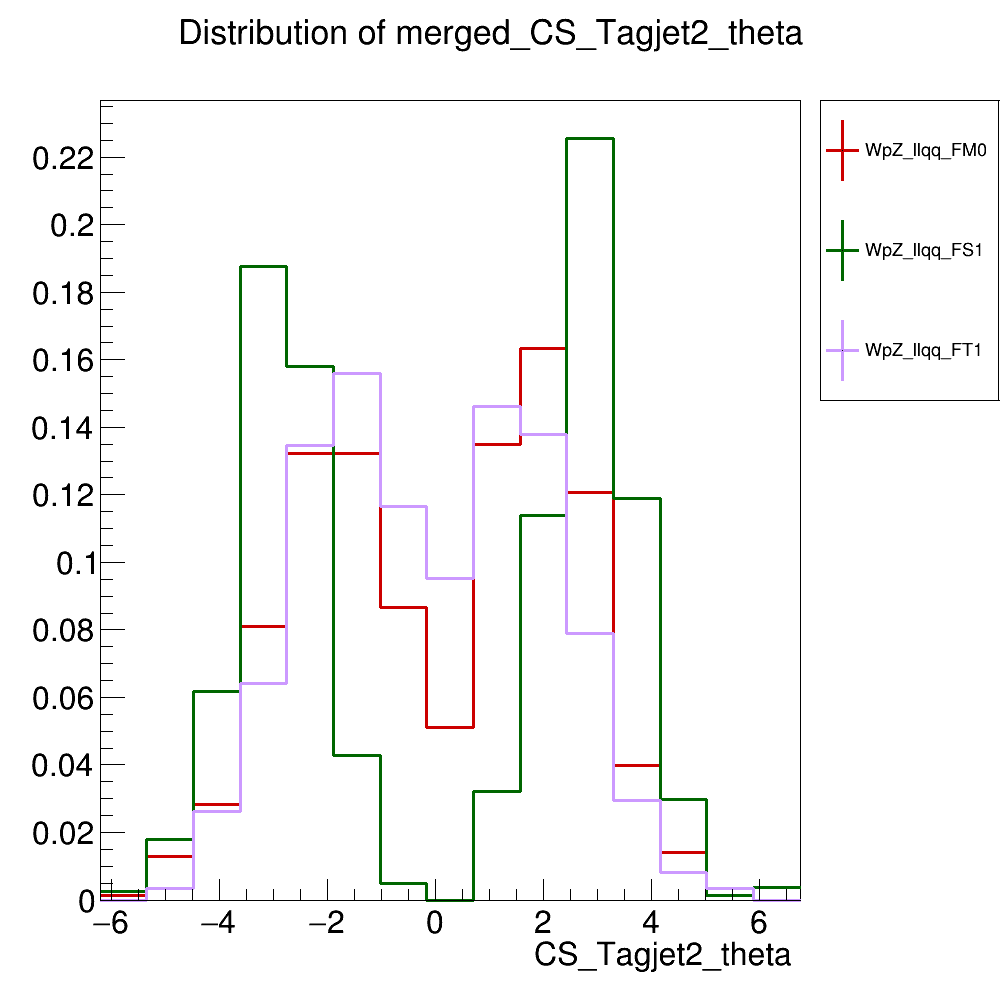 Distribution of merged_CS_Tagjet2_theta
WpZ_llqq_FM0
WpZ_llqq_FS1
WpZ_llqq_FT1
0.22
0.2
0.18
0.16
0.14
0.12
0.1
0.08
0.06
0.04
0.02
0
−6 −4 −2 0 2 4 6
CS_Tagjet2_theta